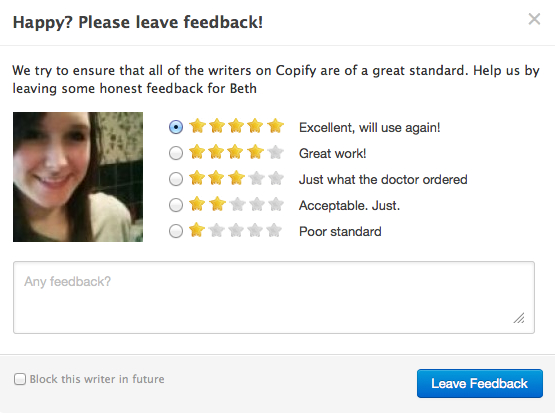 Happy? Please leave feedback!
We try to ensure that all of the writers on Copify are of a great standard. Help us by
leaving some honest feedback for Beth
Excellent, will use again!
Great work!
Just what the doctor ordered
Acceptable. Just.
Poor standard
Any feedback?
Block this writer in future
Leave Feedback